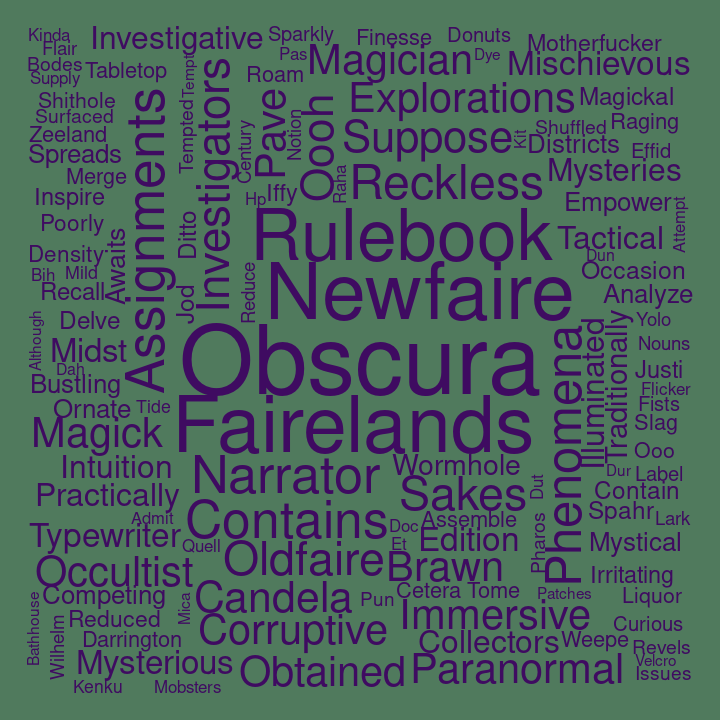 Kinda
Flair
Bodes
Supply
Investigative
Tabletop
Sparkly
Finesse
Donuts
Motherfucker
Pas
Magician
Dye
Mischievous
Roam
Tempt
Tempted
Shithole
Surfaced
Zeeland
Spreads
Merge
Inspire
Poorly
Density
Bih
Mild
Recall
Awaits
Assignments
Investigators
Ditto
Jod
Century
Pave
Notion
Oooh
Hp
Iffy
Raha
Reduce
Explorations
Magickal
Suppose
Kit
Shuffled
Raging
Districts
Effid
Reckless
Mysteries
Empower
Attempt
Rulebook
Tactical
Dun
Occasion
Newfaire
Analyze
Although
Delve
Midst
Dah
Bustling
Ornate
Tide
Magick
Obscura
Fairelands
Phenomena
Illuminated
Traditionally
Yolo
Nouns
Justi
Flicker
Fists
Slag
Ooo
Dur
Label
Contain
Spahr
Lark
Intuition
Practically
Narrator
Wormhole
Sakes
Dut
Pharos
Admit
Typewriter
Quell
Contains
Doc
Et
Assemble
Edition
Mystical
Occultist
Oldfaire
Brawn
Irritating
Competing
Reduced
Darrington
Mica
Candela
Pun
Cetera
Tome
Patches
Liquor
Bathhouse
Wilhelm
Mysterious
Corruptive
Immersive
Curious
Collectors
Weepe
Revels
Velcro
Issues
Kenku
Mobsters
Obtained
Paranormal